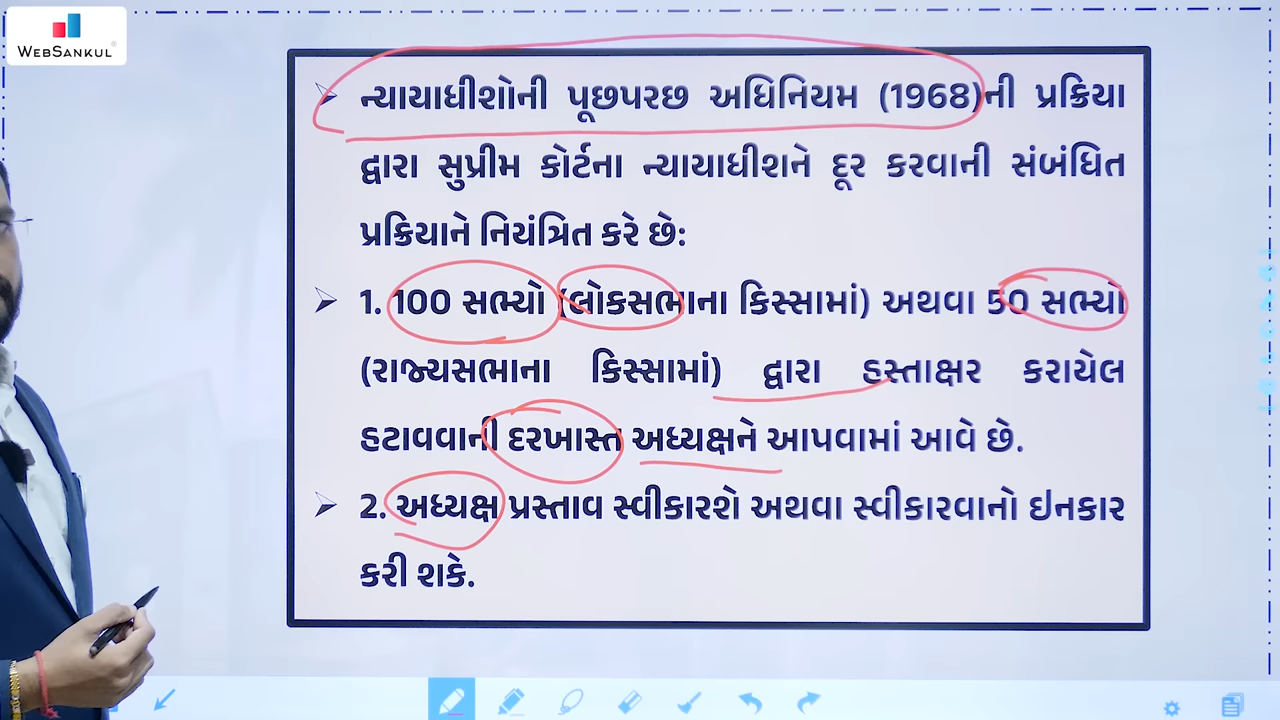 WEBSANKUL
ન્યાયાધીશોની પૂછપરછ અધિનિયમ (1968)ની પ્રક્રિયા
દ્વારા સુપ્રીમ કોર્ટના ન્યાયાધીશને દૂર કરવાની સંબંધિત
પ્રક્રિયાને નિયંત્રિત કરે છે:
1. 100 સભ્યો (લોકસભાના કિસ્સામાં) અથવા 50 સભ્યો
(રાજ્યસભાના કિસ્સામાં) દ્વારા હસ્તાક્ષર કરાયેલ
હટાવવાની દરખાસ્ત અધ્યક્ષને આપવામાં આવે છે.
2. અધ્યક્ષ પ્રસ્તાવ સ્વીકારશે અથવા સ્વીકારવાનો ઇનકાર
કરી શકે.